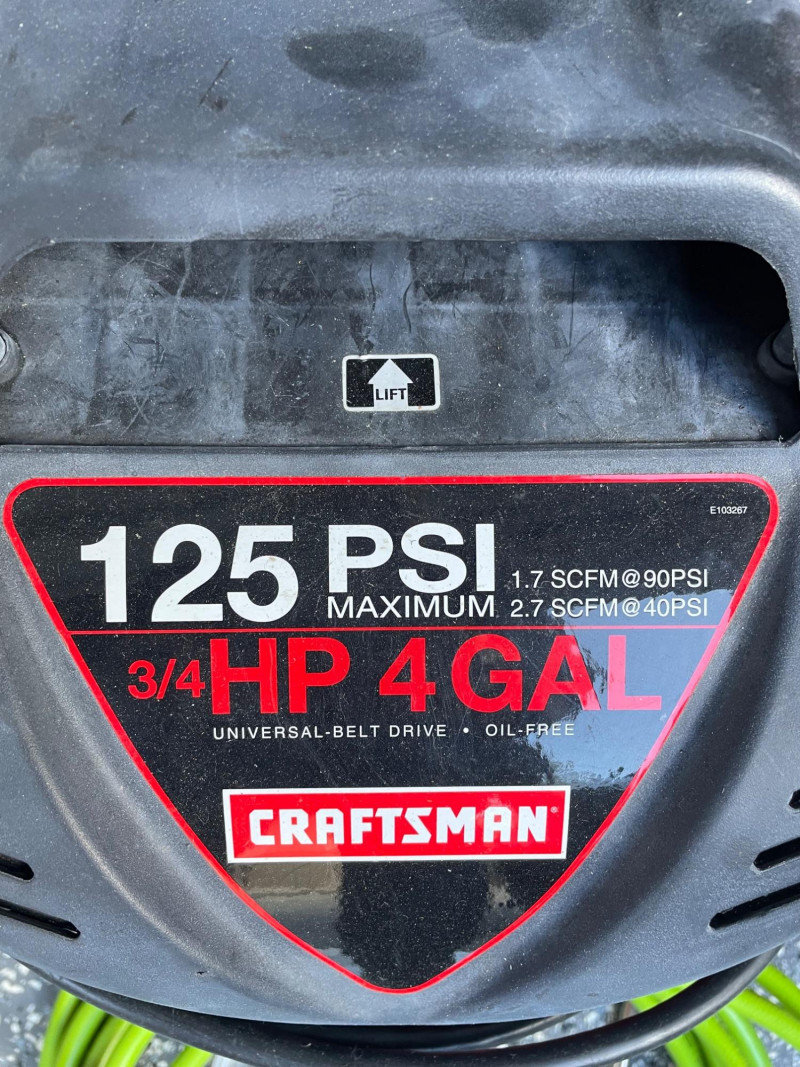 LIFT
E103267
125 PSI
MAXIMUM
1.7 SCFM@90PSI
2.7 SCFM@40PSI
3/4 HP 4 GAL
UNIVERSAL-BELT DRIVE • OIL-FREE
CRAFTSMAN®